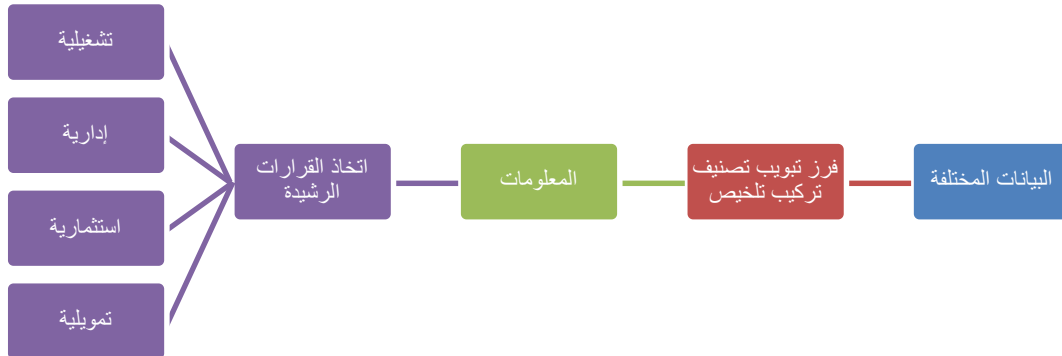 البيانات المختلفة
فرز تبويب تصنيف
تركيب تلخيص
المعلومات
اتخاذ القرارات
الرشيدة
تشغيلية
إدارية
استثمارية
تمويلية